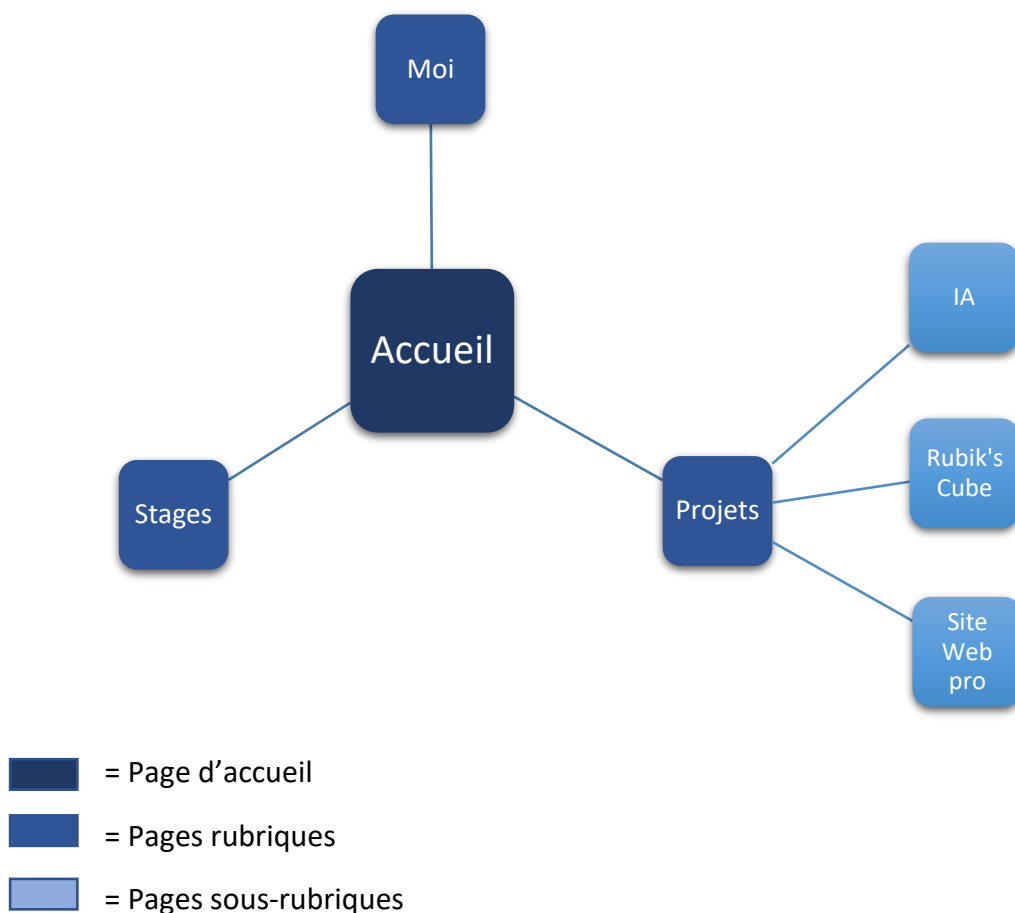 Moi
Accueil
IA
Rubik's
Cube
Stages
Projets
Site
Web
pro
= Page d’accueil
= Pages rubriques
= Pages sous-rubriques